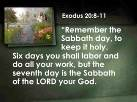 Exodus 20:8-11
"Remember the
Sabbath day, to
keep it holy.
Six days you shall labor and
do all your work, but the
seventh day is the Sabbath
of the LORD your God.